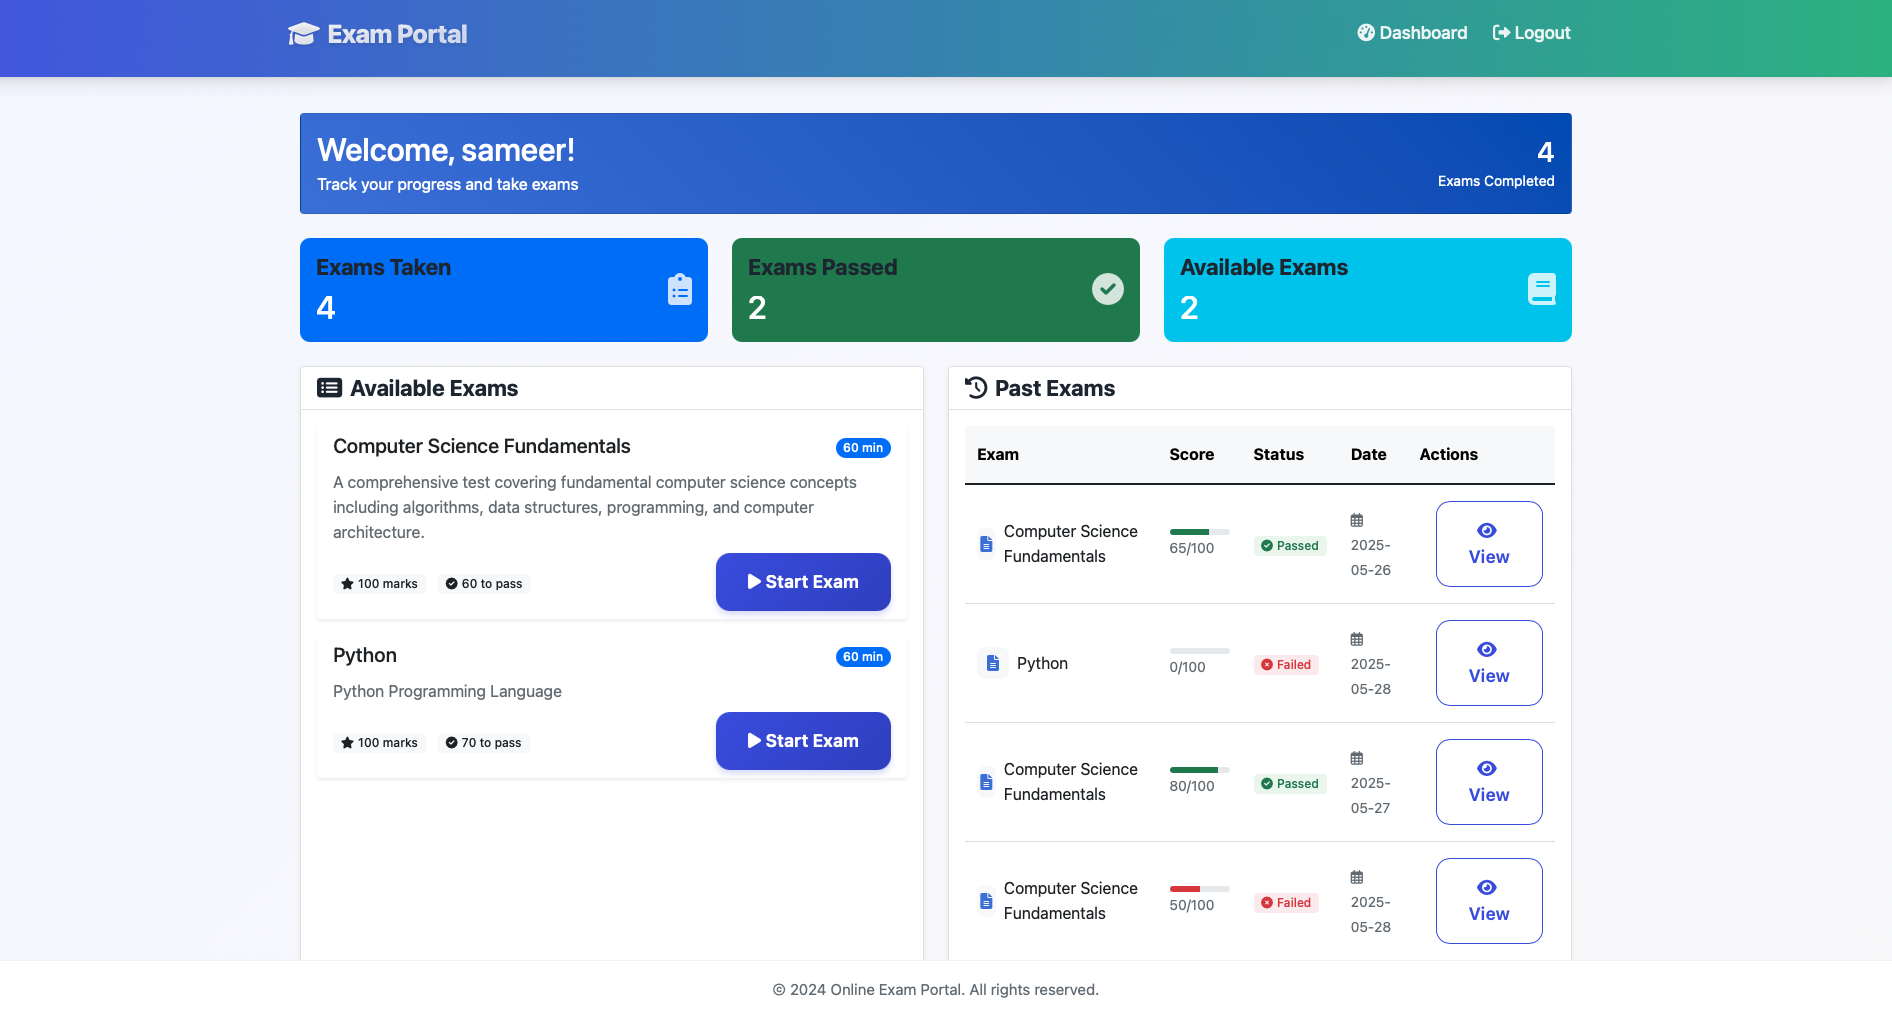 Exam Portal
Dashboard
Logout
Welcome, sameer!
Track your progress and take exams
4
Exams Completed
Exams Taken
4
Exams Passed
2
Available Exams
2
Available Exams
Computer Science Fundamentals
60 min
A comprehensive test covering fundamental computer science concepts
including algorithms, data structures, programming, and computer
architecture.
100 marks
60 to pass
Start Exam
Python
60 min
Python Programming Language
100 marks
70 to pass
Start Exam
Past Exams
Exam Score Status Date Actions
Computer Science
Fundamentals
65/100
Passed
2025-
05-26
View
Python
0/100
Failed
2025-
05-28
View
Computer Science
Fundamentals
80/100
Passed
2025-
05-27
View
Computer Science
Fundamentals
50/100
Failed
2025-
05-28
View
© 2024 Online Exam Portal. All rights reserved.